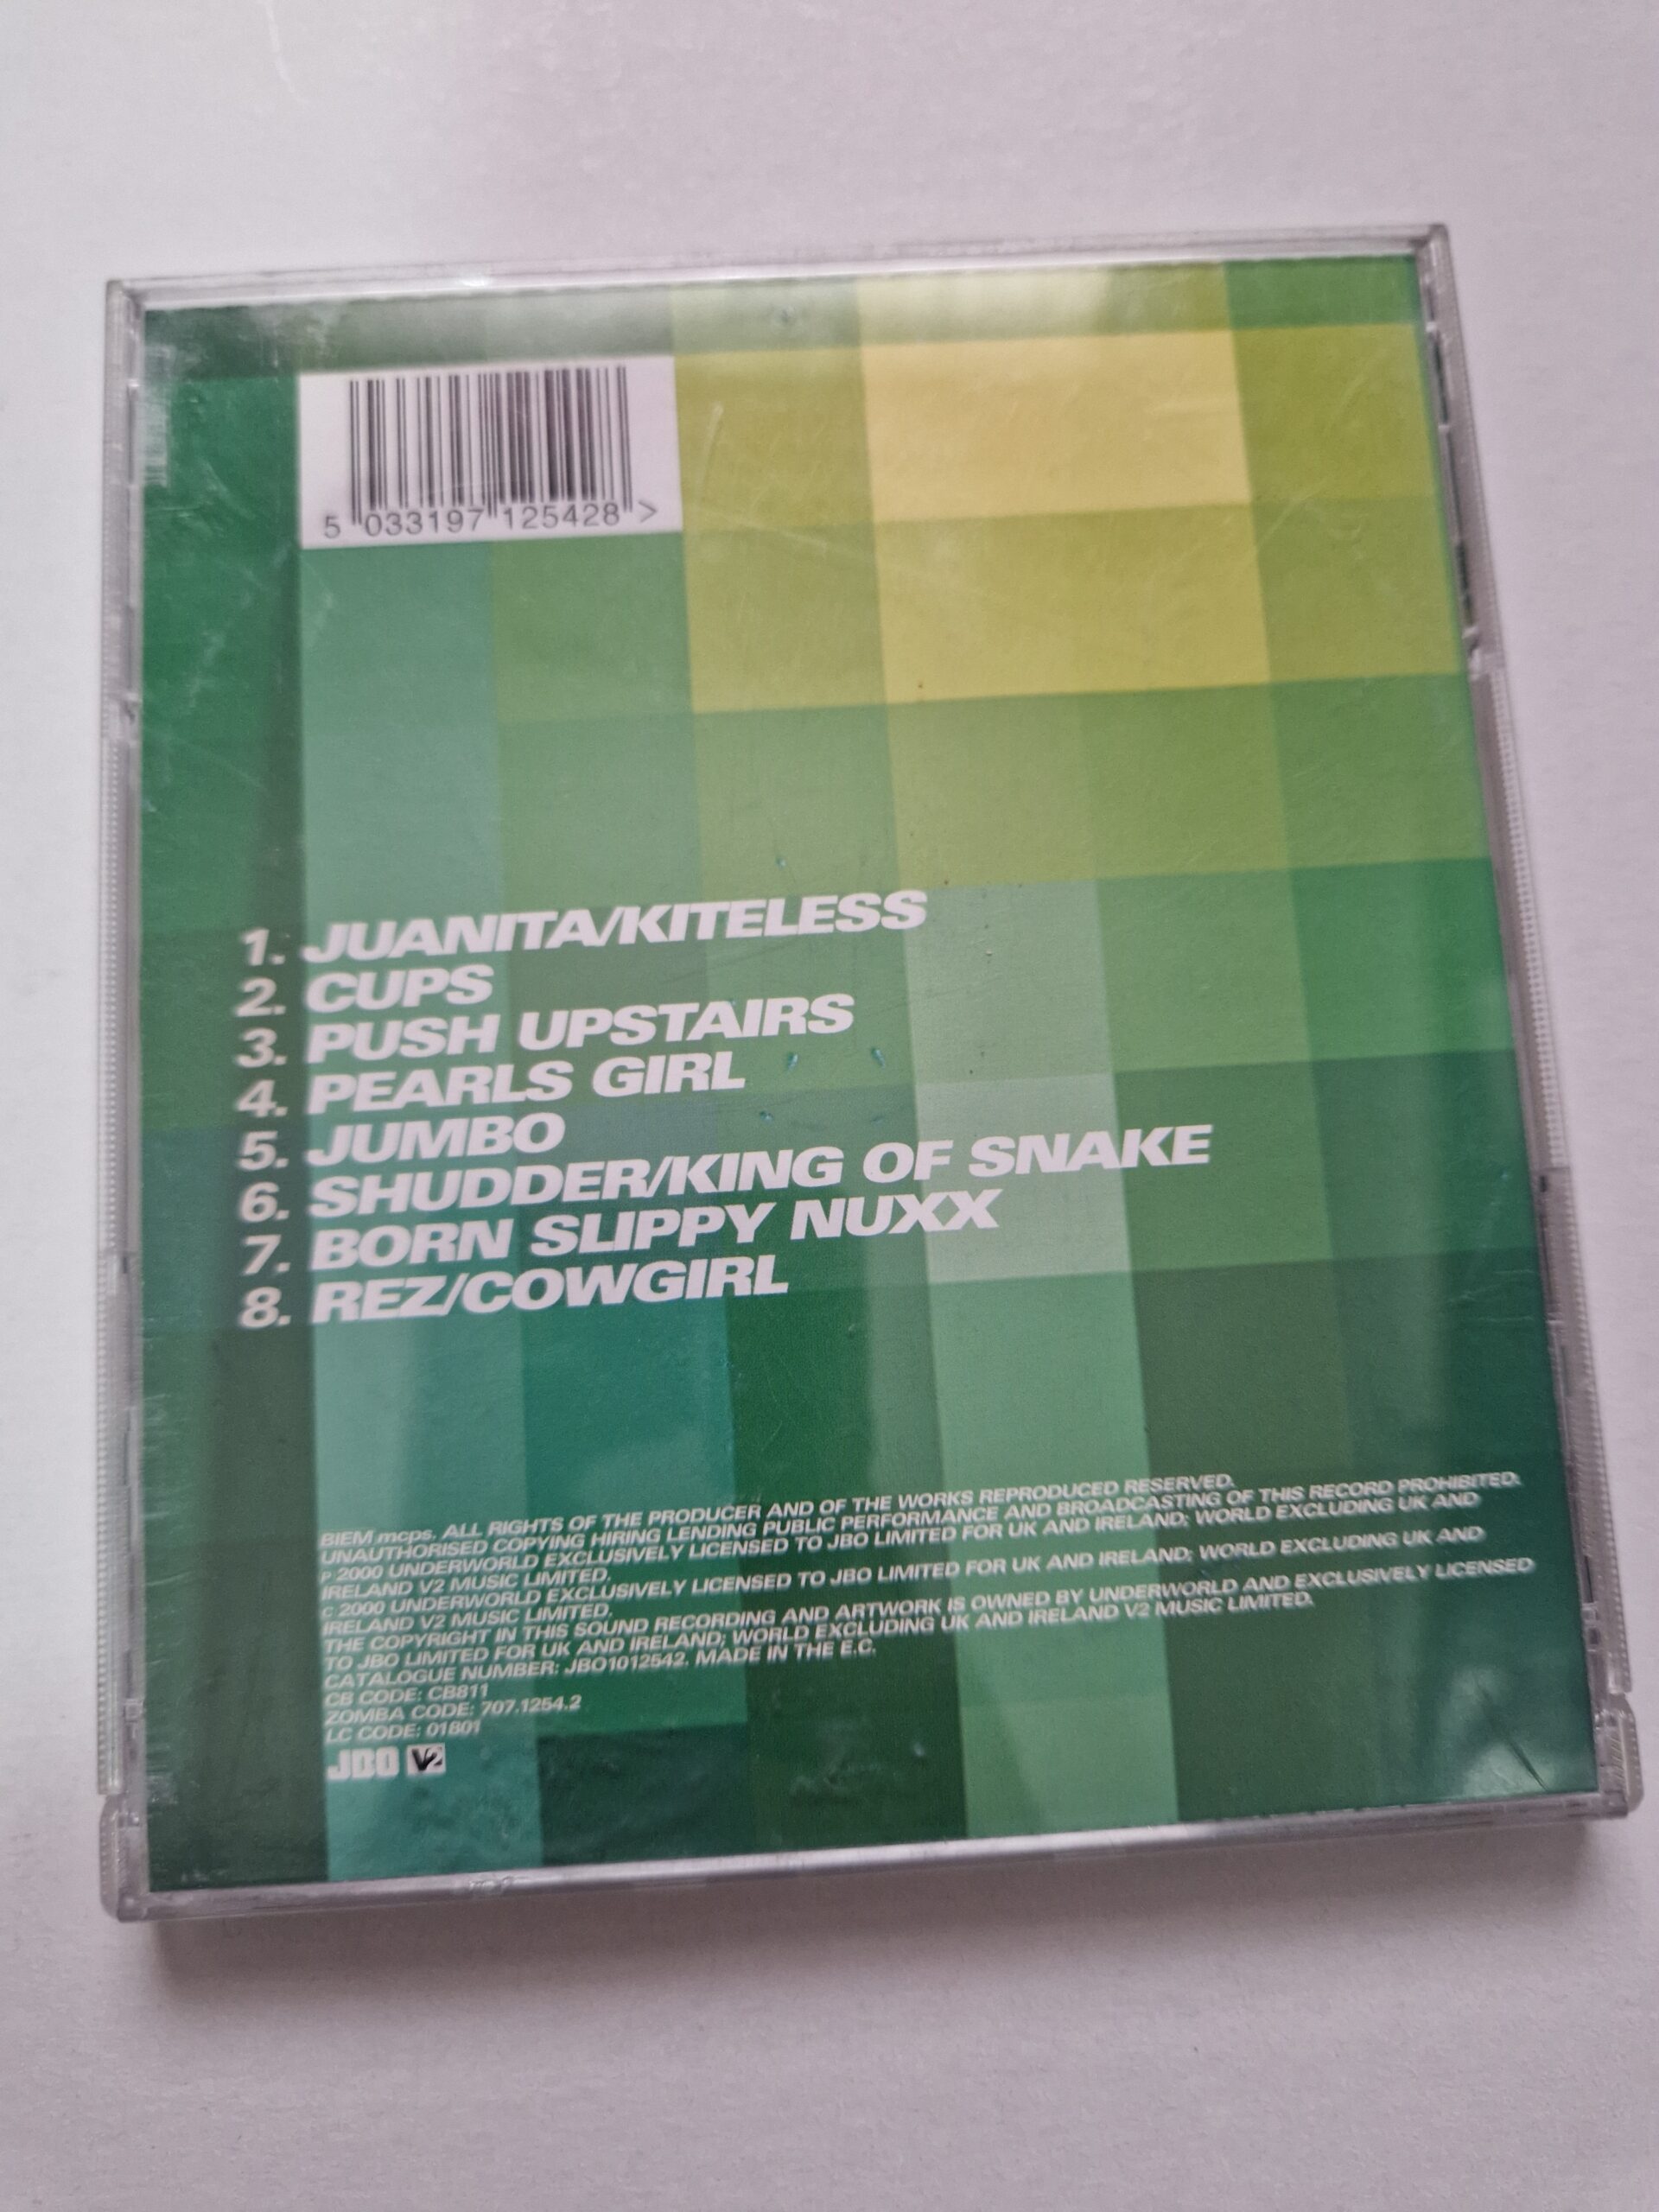 5 033197 125428 >
1. JUANITA/KITELESS
2. CUPS
3. PUSH UPSTAIRS
4. PEARLS GIRL
5. JUMBO
6. SHUDDER/KING OF SNAKE
7. BORN SLIPPY NUXX
8. REZ/COWGIRL
BIEM mcps. ALL RIGHTS OF THE PRODUCER AND OF THE WORKS REPRODUCED RESERVED.
UNAUTHORISED COPYING HIRING LENDING PUBLIC PERFORMANCE AND BROADCASTING OF THIS RECORD PROHIBITED.
P 2000 UNDERWORLD EXCLUSIVELY LICENSED TO JBO LIMITED FOR UK AND IRELAND; WORLD EXCLUDING UK AND
IRELAND V2 MUSIC LIMITED.
C 2000 UNDERWORLD EXCLUSIVELY LICENSED TO JBO LIMITED FOR UK AND IRELAND; WORLD EXCLUDING UK AND
IRELAND V2 MUSIC LIMITED.
THE COPYRIGHT IN THIS SOUND RECORDING AND ARTWORK IS OWNED BY UNDERWORLD AND EXCLUSIVELY LICENSED
TO JBO LIMITED FOR UK AND IRELAND; WORLD EXCLUDING UK AND IRELAND V2 MUSIC LIMITED.
CATALOGUE NUMBER: JBO1012542. MADE IN THE E.C.
CB CODE: CB811
ZOMBA CODE: 707.1254.2
LC CODE: 01801
JBO V2